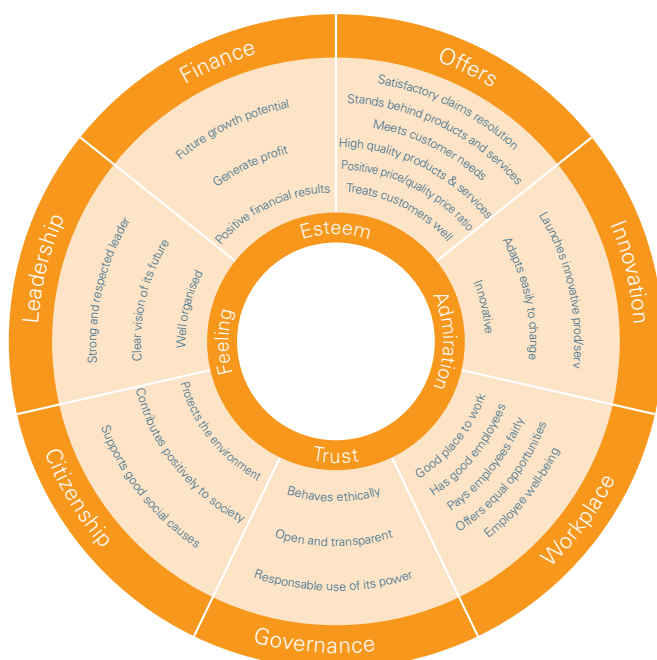 Finance
Future growth potential
Generate profit
Positive financial results
Offers
Satisfactory claims resolution
Stands behind products and services
Meets customer needs
High quality products & services
Positive price/quality price ratio
Treats customers well
Innovation
Launches innovative prod/serv
Adapts easily to change
Innovative
Workplace
Good place to work
Has good employees
Pays employees fairly
Offers equal opportunities
Employee well-being
Governance
Behaves ethically
Open and transparent
Responsable use of its power
Citizenship
Protects the environment
Contributes positively to society
Supports good social causes
Leadership
Strong and respected leader
Clear vision of its future
Well organised
Esteem
Admiration
Trust
Feeling